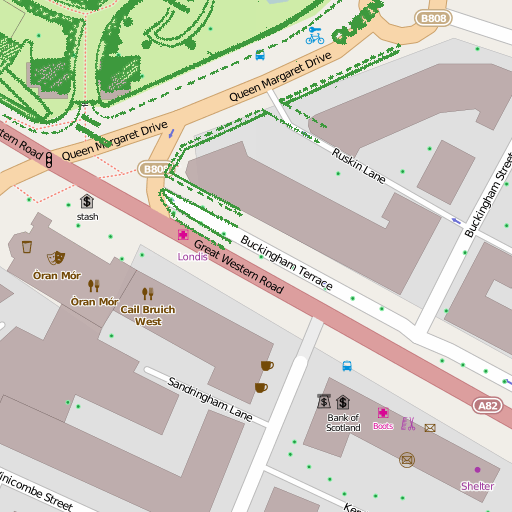 B808
Queen Margaret Drive
Queen Margaret Drive
Ruskin Lane
Buckingham Street
B808
stash
Londis
Great Western Road
Buckingham Terrace
Òran Mór
Òran Mór
Cail Bruich
West
Sandringham Lane
A82
Bank of
Scotland
Boots
Shelter